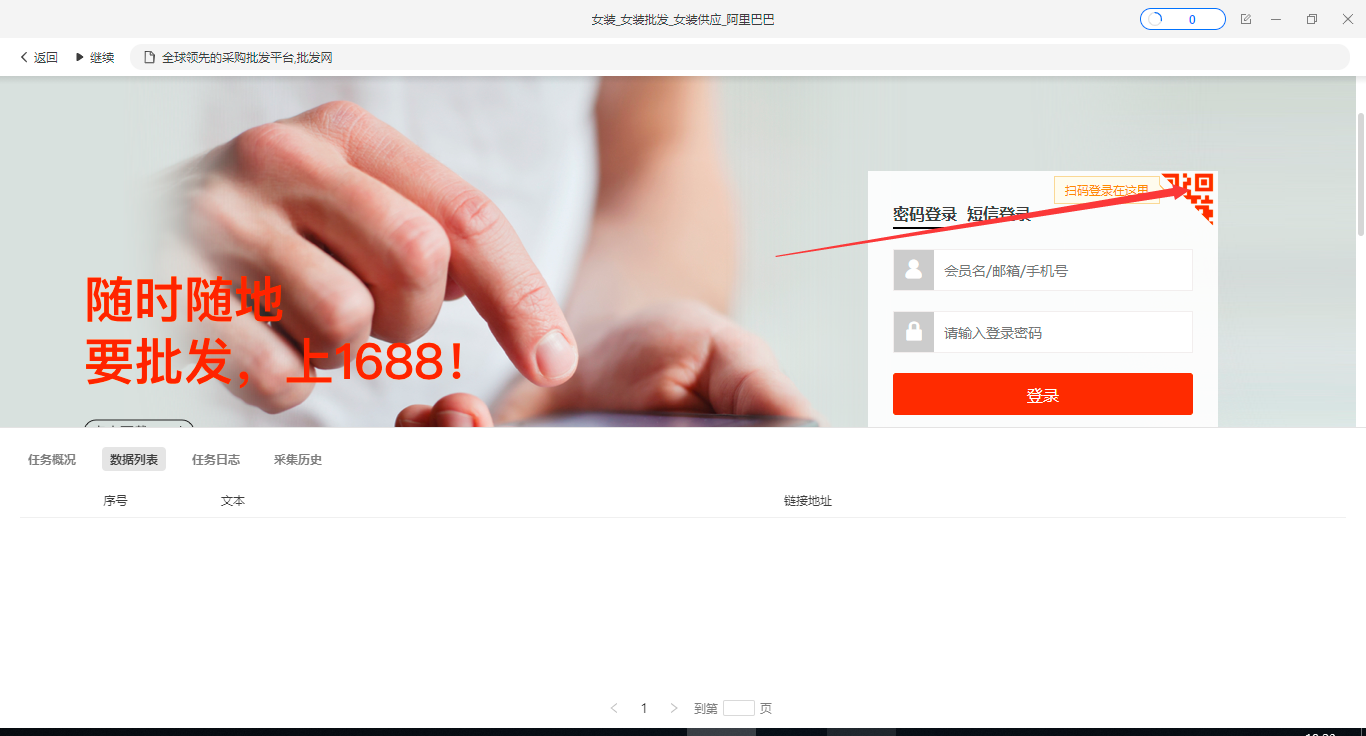 女装_女装批发_女装供应_阿里巴巴
0
返回
继续
全球领先的采购批发平台,批发网
扫码登录在这里
密码登录 短信登录
会员名/邮箱/手机号
请输入登录密码
登录
随时随地
要批发，上1688!
任务概况
数据列表
任务日志
采集历史
序号
文本
链接地址
1
到第
页